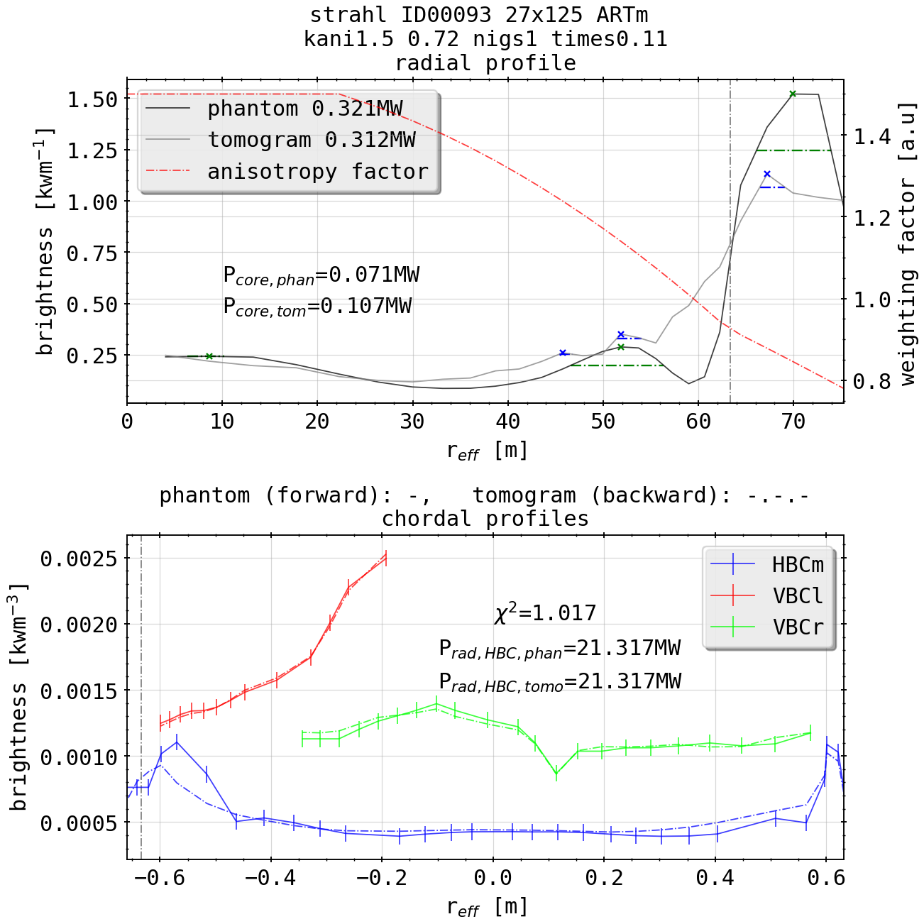 strahl ID00093 27x125 ARTm
kani1.5 0.72 nigs1 times0.11
radial profile
brightness [kwm⁻¹]
1.50
1.25
1.00
0.75
0.50
0.25
phantom 0.321MW
tomogram 0.312MW
anisotropy factor
P_core,phan=0.071MW
P_core,tom=0.107MW
1.4
1.2
1.0
0.8
weighting factor [a.u]
0 10 20 30 40 50 60 70
r_eff [m]
phantom (forward): -, tomogram (backward): -.-.-
chordal profiles
brightness [kwm⁻³]
0.0025
0.0020
0.0015
0.0010
0.0005
HBCm
VBCl
VBCr
χ²=1.017
P_rad,HBC,phan=21.317MW
P_rad,HBC,tomo=21.317MW
−0.6 −0.4 −0.2 0.0 0.2 0.4 0.6
r_eff [m]